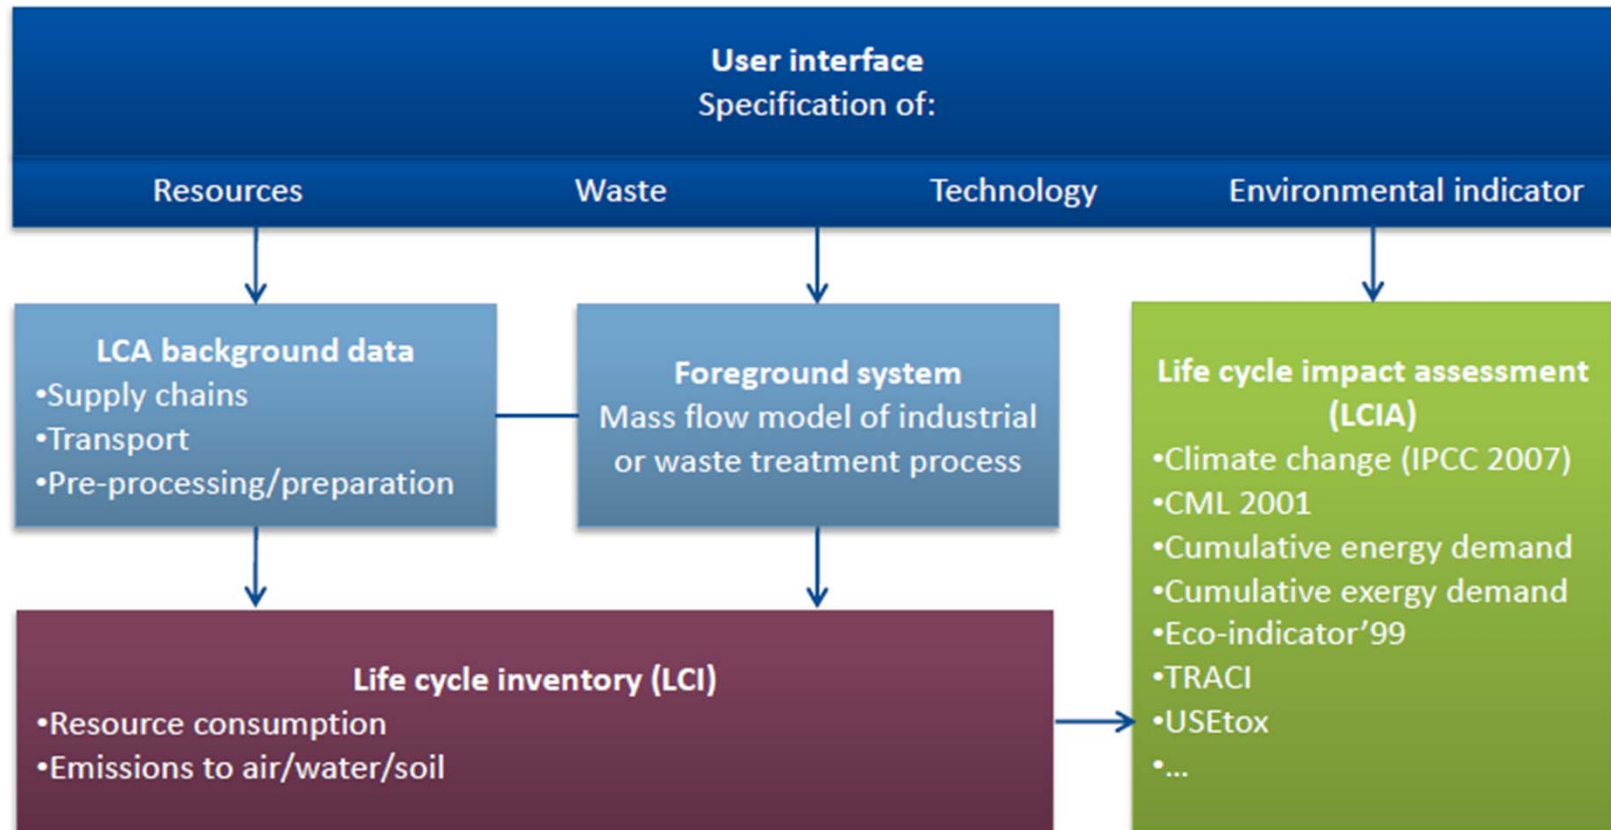 User interface
Specification of:
Resources Waste Technology Environmental indicator
LCA background data
•Supply chains
•Transport
•Pre-processing/preparation
Foreground system
Mass flow model of industrial
or waste treatment process
Life cycle impact assessment
(LCIA)
•Climate change (IPCC 2007)
•CML 2001
•Cumulative energy demand
•Cumulative exergy demand
•Eco-indicator’99
•TRACI
•USEtox
•...
Life cycle inventory (LCI)
•Resource consumption
•Emissions to air/water/soil